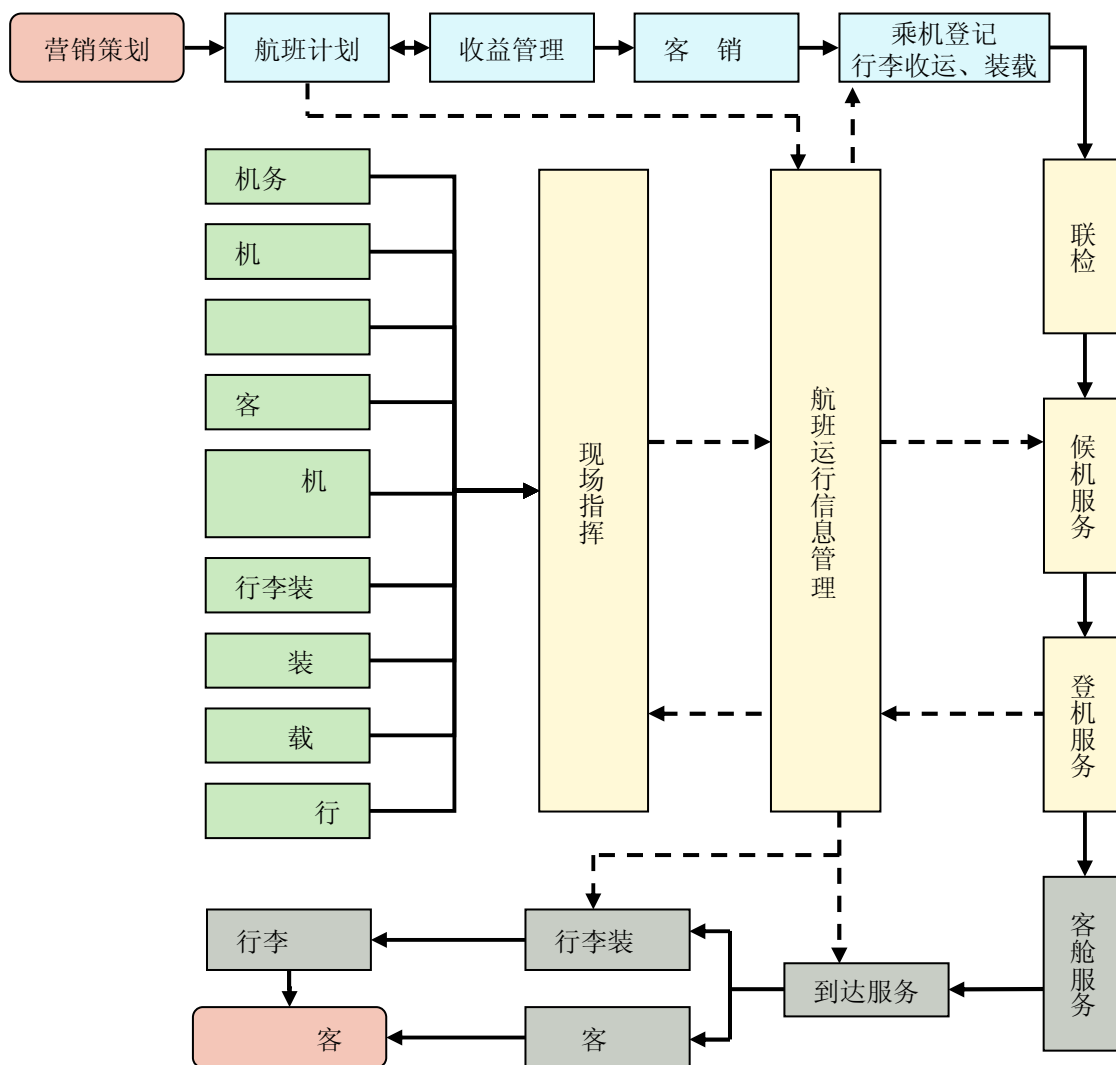 营销策划
航班计划
收益管理
客 销
乘机登记
行李收运、装载
机务
机
客
机
行李装
装
载
行
现场指挥
航班运行信息管理
联检
候机服务
登机服务
客舱服务
到达服务
行李装
客
行李
客